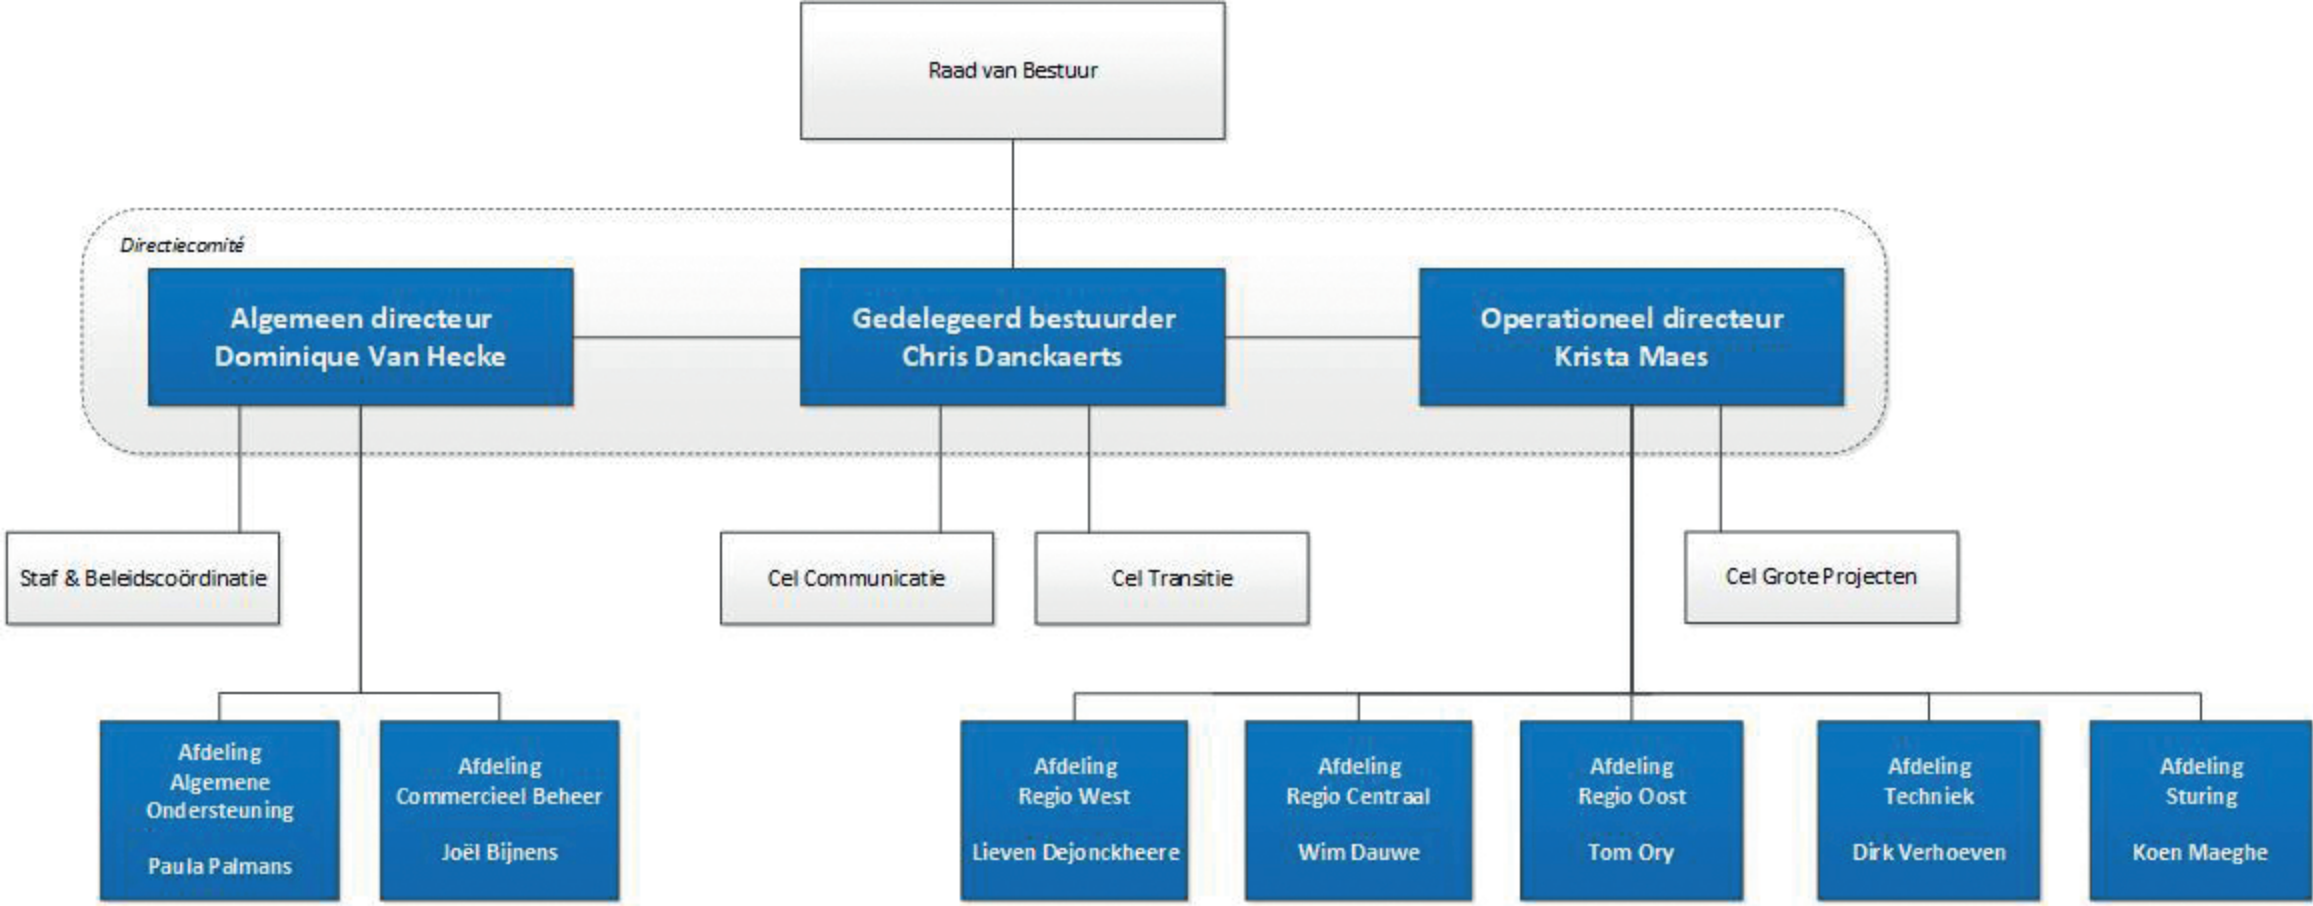 Raad van Bestuur
Directiecomité
Algemeen directeur
Dominique Van Hecke
Gedelegeerd bestuurder
Chris Danckaerts
Operationeel directeur
Krista Maes
Staf & Beleidscoördinatie
Cel Communicatie
Cel Transitie
Cel Grote Projecten
Afdeling
Algemene
Ondersteuning
Paula Palmans
Afdeling
Commercieel Beheer
Joël Bijnens
Afdeling
Regio West
Lieven Dejonckheere
Afdeling
Regio Centraal
Wim Dauwe
Afdeling
Regio Oost
Tom Ory
Afdeling
Techniek
Dirk Verhoeven
Afdeling
Sturing
Koen Maeghe